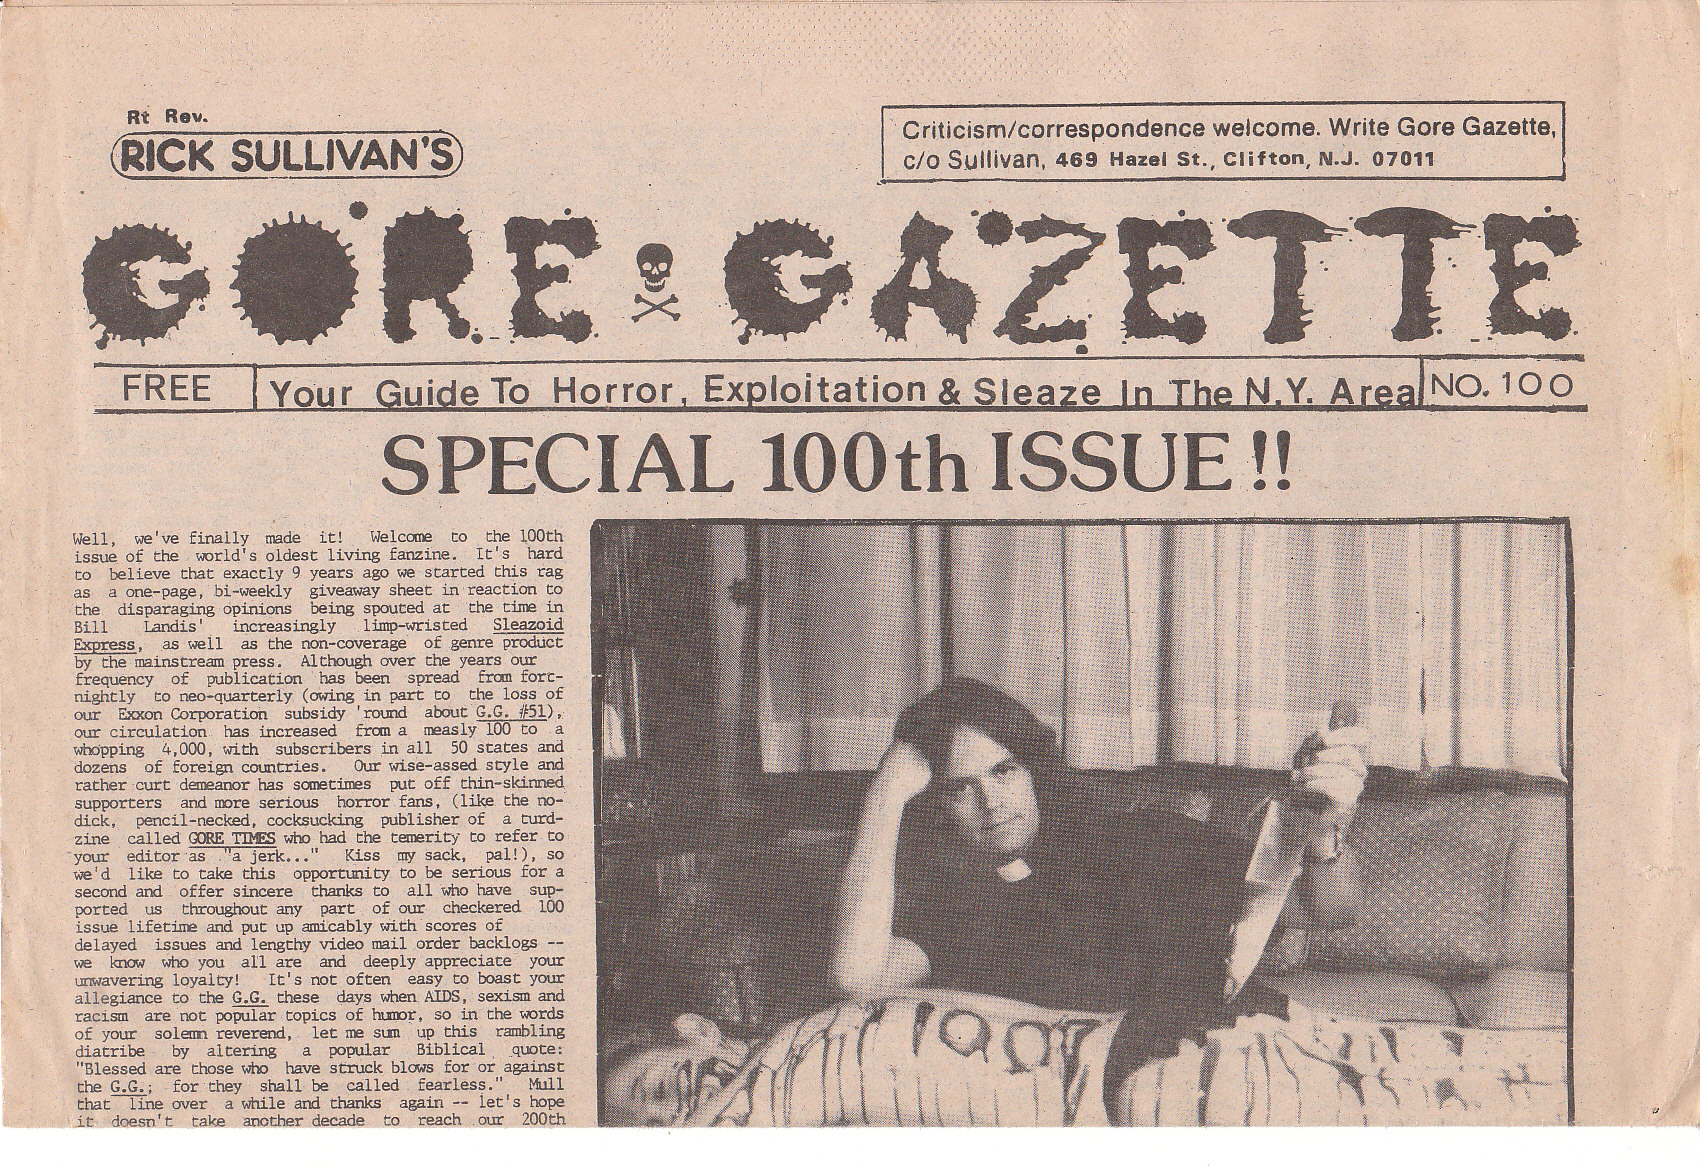 Rt Rev.
RICK SULLIVAN'S
Criticism/correspondence welcome. Write Gore Gazette,
c/o Sullivan, 469 Hazel St., Clifton, N.J. 07011
GORE GAZETTE
FREE
Your Guide To Horror, Exploitation & Sleaze In The N.Y. Area
NO. 100
SPECIAL 100th ISSUE!!
Well, we've finally made it! Welcome to the 100th
issue of the world's oldest living fanzine. It's hard
to believe that exactly 9 years ago we started this rag
as a one-page, bi-weekly giveaway sheet in reaction to
the disparaging opinions being spouted at the time in
Bill Landis' increasingly limp-wristed Sleazoid
Express, as well as the non-coverage of genre product
by the mainstream press. Although over the years our
frequency of publication has been spread from fort-
nightly to neo-quarterly (owing in part to the loss of
our Exxon Corporation subsidy 'round about G.G. #51),
our circulation has increased from a measly 100 to a
whopping 4,000, with subscribers in all 50 states and
dozens of foreign countries. Our wise-assed style and
rather curt demeanor has sometimes put off thin-skinned
supporters and more serious horror fans, (like the no-
dick, pencil-necked, cocksucking publisher of a turd-
zine called GORE TIMES who had the temerity to refer to
your editor as "a jerk..." Kiss my sack, pal!), so
we'd like to take this opportunity to be serious for a
second and offer sincere thanks to all who have sup-
ported us throughout any part of our checkered 100
issue lifetime and put up amicably with scores of
delayed issues and lengthy video mail order backlogs --
we know who you all are and deeply appreciate your
unwavering loyalty! It's not often easy to boast your
allegiance to the G.G. these days when AIDS, sexism and
racism are not popular topics of humor, so in the words
of your solemn reverend, let me sum up this rambling
diatribe by altering a popular Biblical quote:
"Blessed are those who have struck blows for or against
the G.G.; for they shall be called fearless." Mull
that line over a while and thanks again -- let's hope
it doesn't take another decade to reach our 200th
100